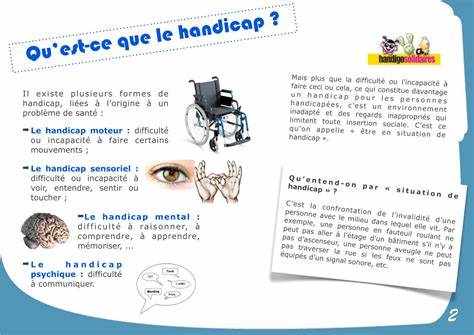 Qu'est-ce que le handicap ?
Il existe plusieurs formes de
handicap, liées à l'origine à un
problème de santé :
➡ Le handicap moteur : difficulté
ou incapacité à faire certains
mouvements ;
➡ Le handicap sensoriel :
difficulté ou incapacité à
voir, entendre, sentir ou
toucher ;
➡ Le handicap mental :
difficulté à raisonner, à
comprendre, à apprendre,
mémoriser, ...
➡ Le handicap
psychique : difficulté
à communiquer.
handigosolidaires
Mais plus que la difficulté ou l'incapacité à
faire ceci ou cela, ce qui constitue davantage
un handicap pour les personnes
handicapées, c'est un environnement
inadapté et des regards inappropriés qui
limitent toute insertion sociale. C'est ce
qu'on appelle « être en situation de
handicap ».
Qu'entend-on par « situation de
handicap » ?
C'est la confrontation de l'invalidité d'une
personne avec le milieu dans lequel elle vit. Par
exemple, une personne en fauteuil roulant ne
peut pas aller à l'étage d'un bâtiment s'il n'y a
pas d'ascenseur, une personne aveugle ne peut
pas traverser la rue si les feux ne sont pas
équipés d'un signal sonore, etc.
2